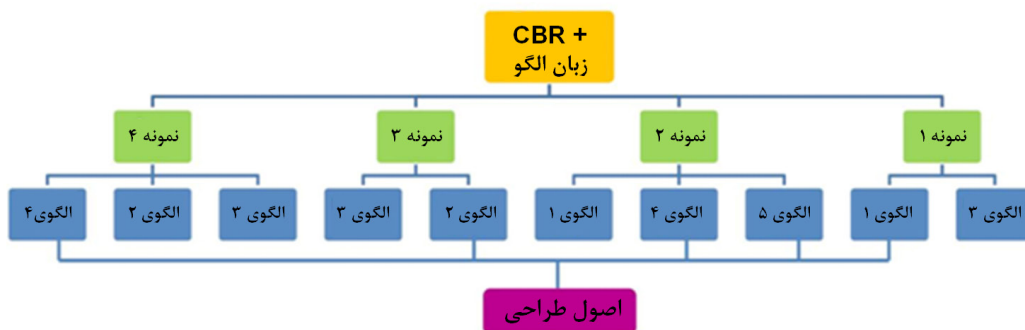 CBR +
زبان الگو
نمونه ۱
نمونه ۲
نمونه ۳
نمونه ۴
الگوی ۳
الگوی ۱
الگوی ۵
الگوی ۴
الگوی ۱
الگوی ۲
الگوی ۳
الگوی ۳
الگوی ۲
الگوی۴
اصول طراحی